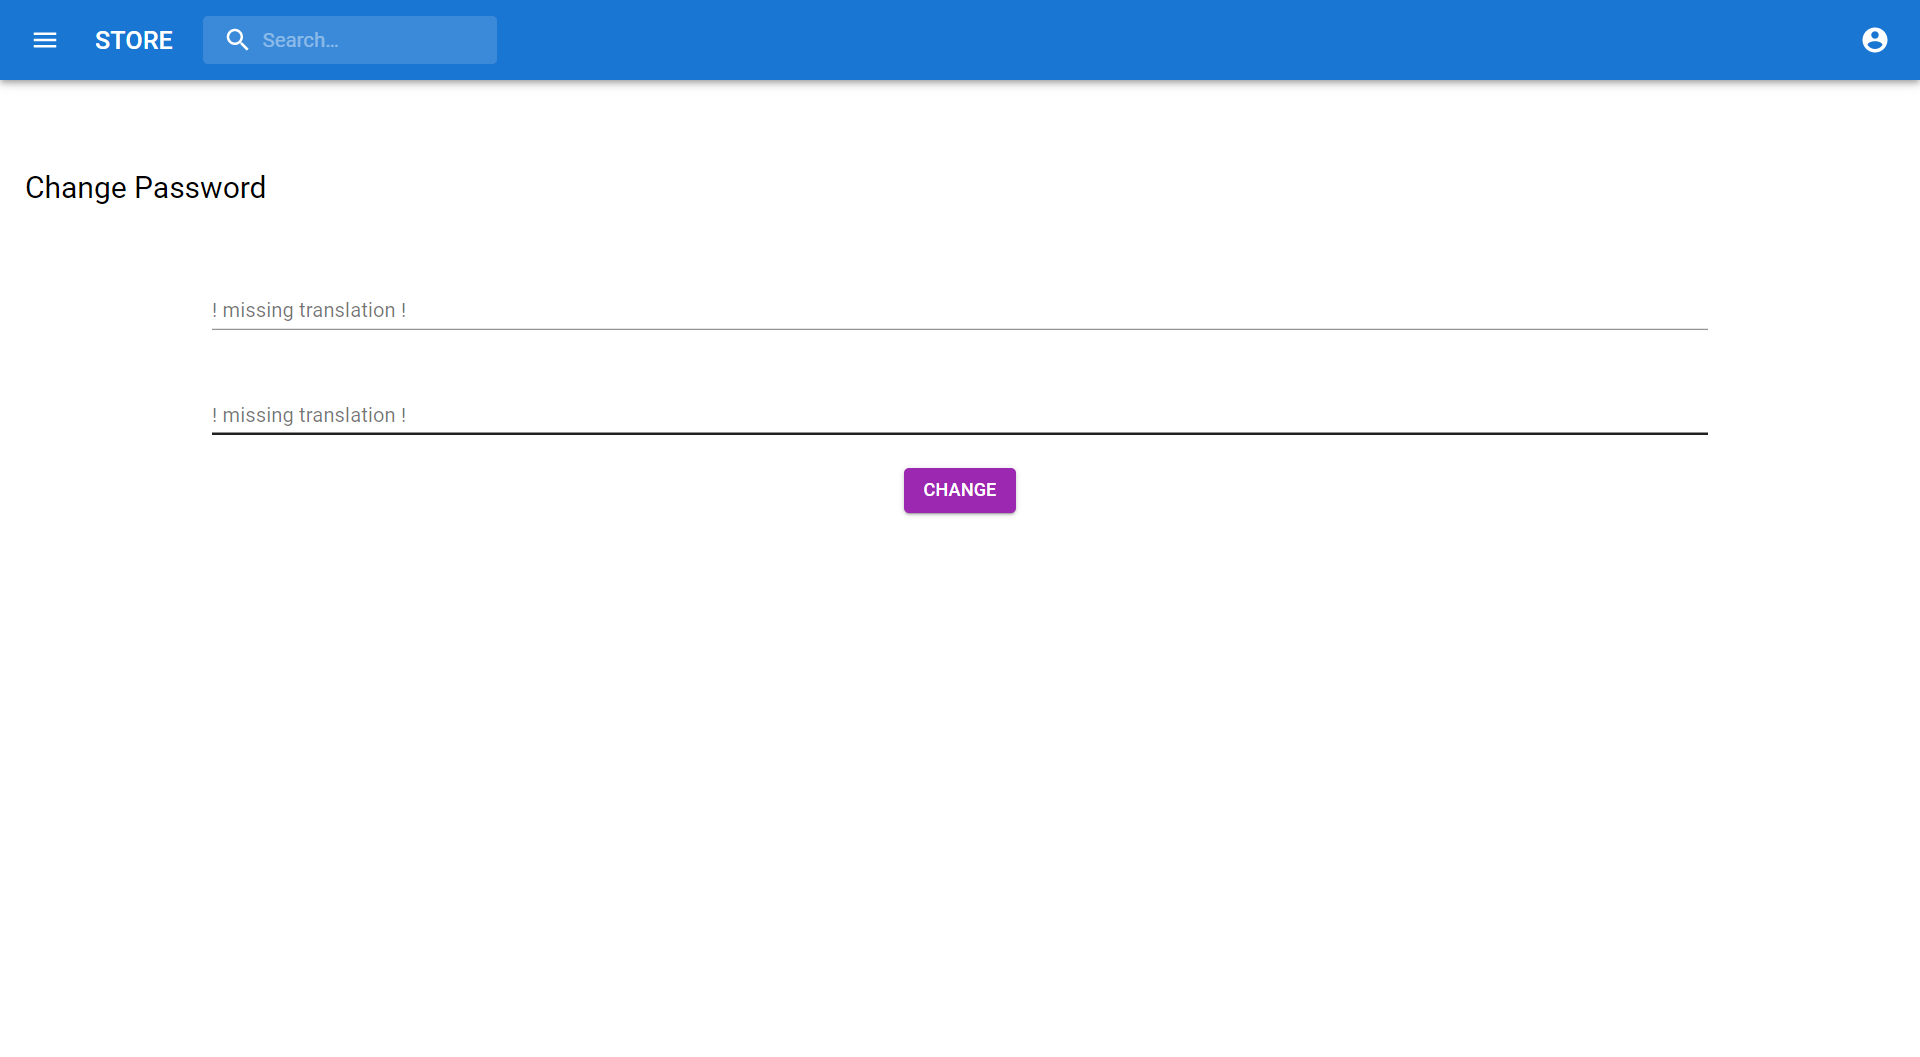 STORE
Search...
Change Password
! missing translation !
! missing translation !
CHANGE